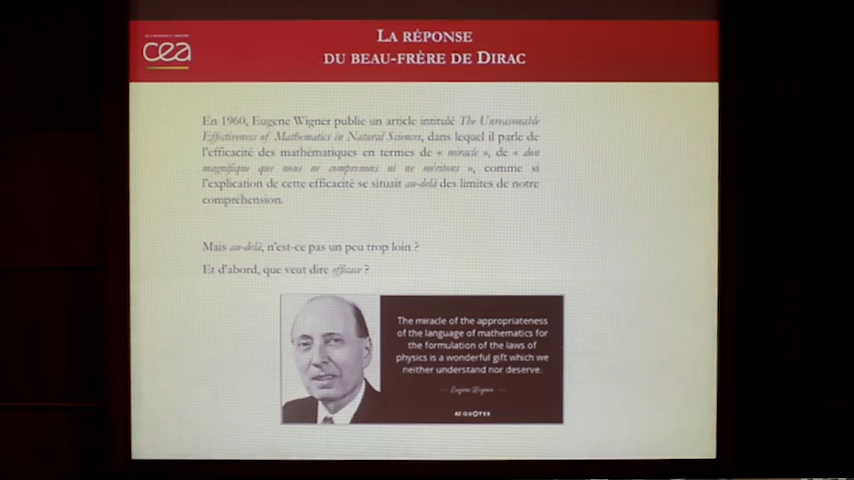 cea
LA RÉPONSE
DU BEAU-FRÈRE DE DIRAC
En 1960, Eugene Wigner publie un article intitulé The Unreasonable
Effectiveness of Mathematics in Natural Sciences, dans lequel il parle de
l'efficacité des mathématiques en termes de « miracle », de « don
magnifique que nous ne comprenons ni ne méritons », comme si
l'explication de cette efficacité se situait au-delà des limites de notre
compréhension.
Mais au-delà, n'est-ce pas un peu trop loin ?
Et d'abord, que veut dire efficace ?
The miracle of the appropriateness
of the language of mathematics for
the formulation of the laws of
physics is a wonderful gift which we
neither understand nor deserve.
— Eugene Wigner —
AZ QUOTES